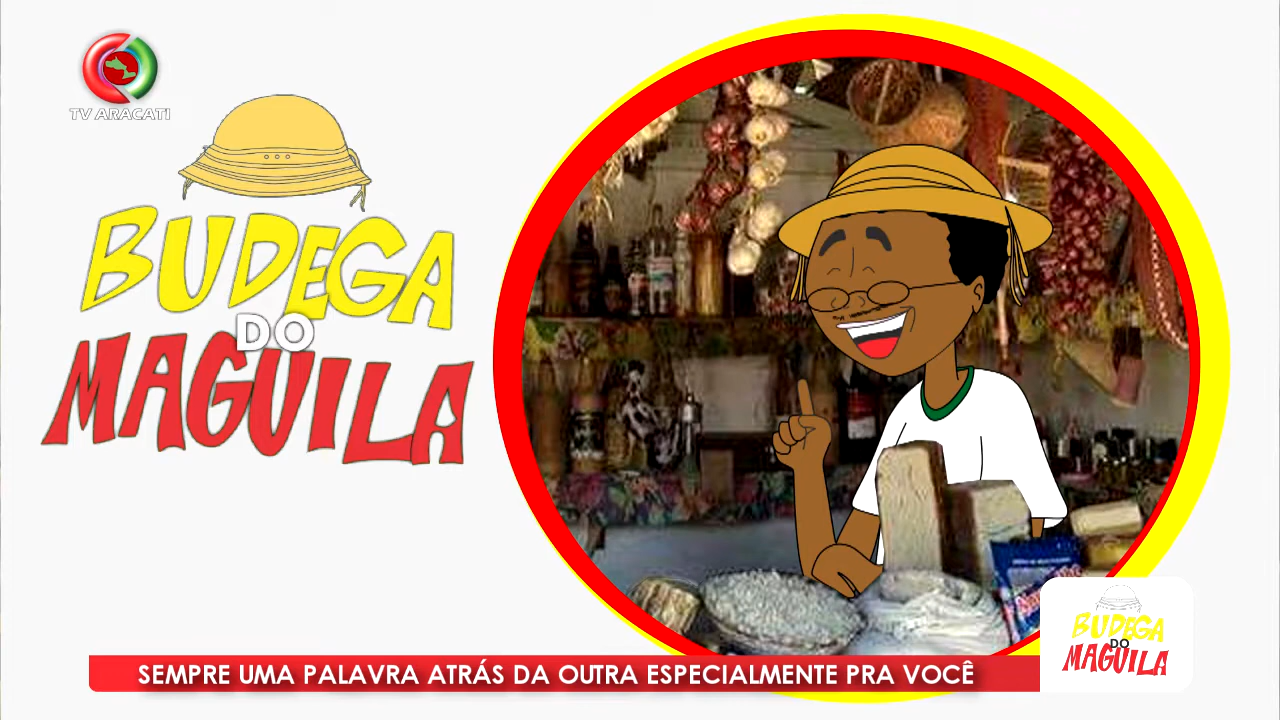 TV ARACATI
BUDEGA
DO
MAGUILA
SEMPRE UMA PALAVRA ATRÁS DA OUTRA ESPECIALMENTE PRA VOCÊ
BUDEGA
DO
MAGUILA